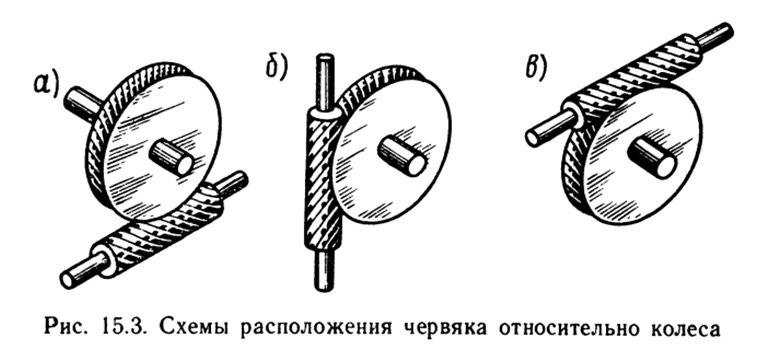 а)
б)
в)
Рис. 15.3. Схемы расположения червяка относительно колеса